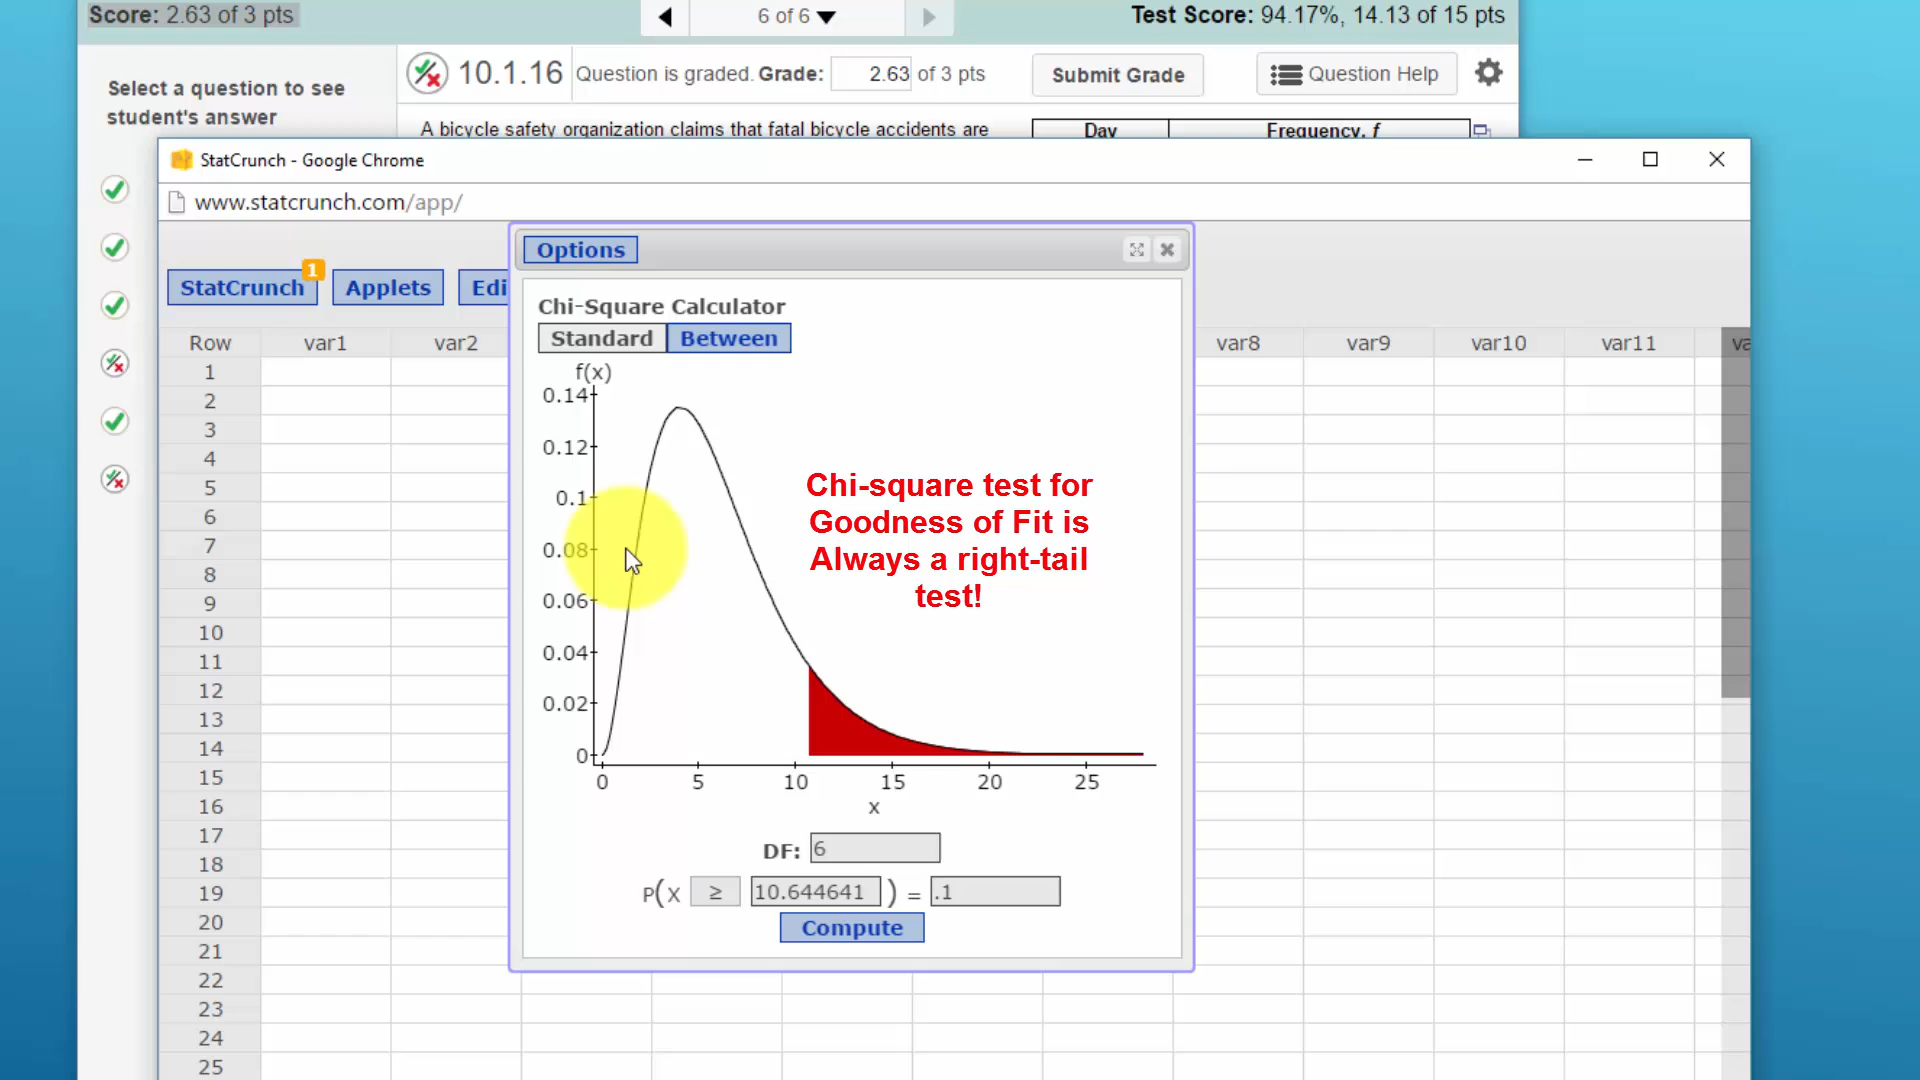 Score: 2.63 of 3 pts
6 of 6
Test Score: 94.17%, 14.13 of 15 pts
Select a question to see
student's answer
10.1.16
Question is graded. Grade: 2.63 of 3 pts
Submit Grade
Question Help
A bicycle safety organization claims that fatal bicycle accidents are
Day
Frequency, f
StatCrunch - Google Chrome
www.statcrunch.com/app/
Options
StatCrunch
1
Applets
Edi
Chi-Square Calculator
Standard
Between
Row
var1
var2
var8
var9
var10
var11
va
1
2
3
4
5
6
7
8
9
10
11
12
13
14
15
16
17
18
19
20
21
22
23
24
25
f(x)
0.14
0.12
0.1
0.08
0.06
0.04
0.02
0
0
5
10
15
20
25
x
Chi-square test for
Goodness of Fit is
Always a right-tail
test!
DF: 6
P(X ≥ 10.644641) = .1
Compute